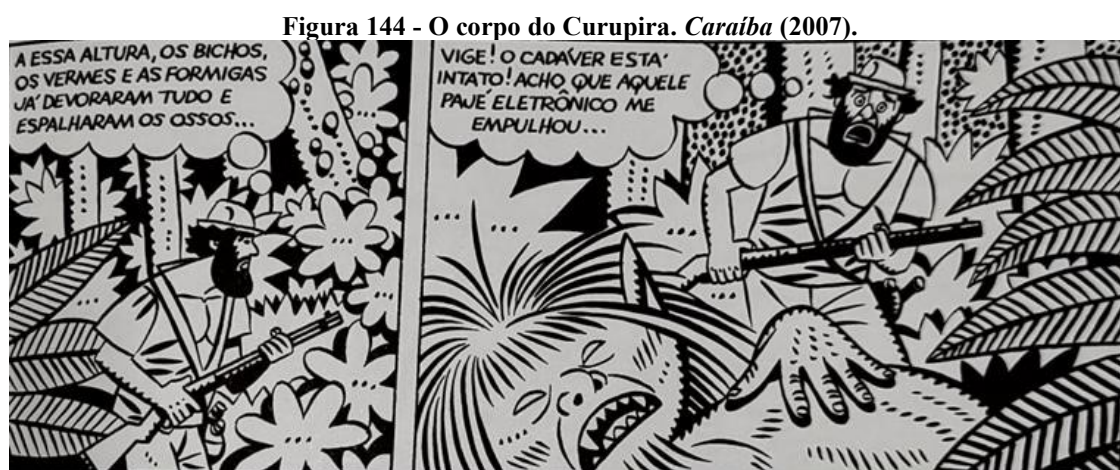 Figura 144 - O corpo do Curupira. Caraíba (2007).
A ESSA ALTURA, OS BICHOS,
OS VERMES E AS FORMIGAS
JÁ DEVORARAM TUDO E
ESPALHARAM OS OSSOS...
VIGE! O CADÁVER ESTÁ
INTATO! ACHO QUE AQUELE
PAJÉ ELETRÔNICO ME
EMPULHOU...